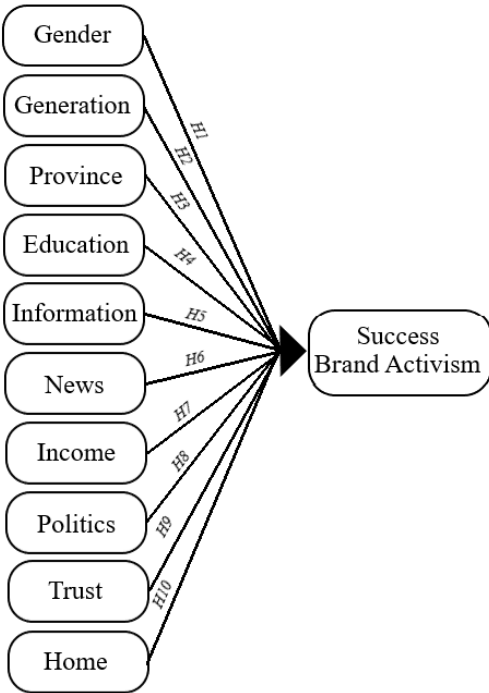 Gender
Generation
Province
Education
Information
News
Income
Politics
Trust
Home
H1
H2
H3
H4
H5
H6
H7
H8
H9
H10
Success
Brand Activism